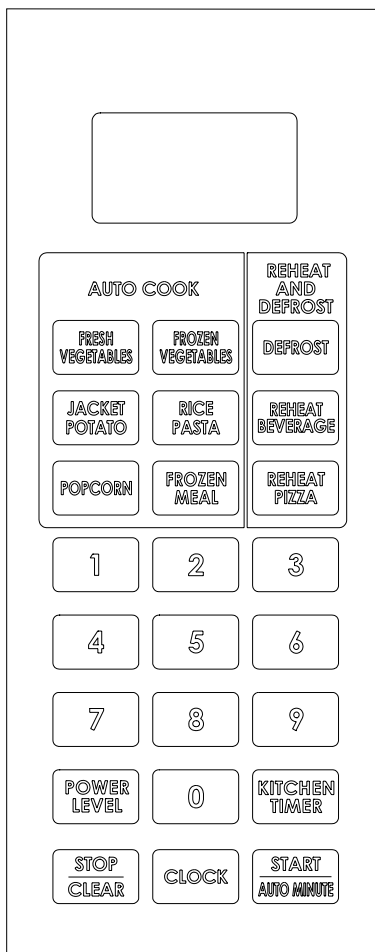 AUTO COOK
REHEAT
AND
DEFROST
FRESH
VEGETABLES
FROZEN
VEGETABLES
DEFROST
JACKET
POTATO
RICE
PASTA
REHEAT
BEVERAGE
POPCORN
FROZEN
MEAL
REHEAT
PIZZA
1
2
3
4
5
6
7
8
9
POWER
LEVEL
0
KITCHEN
TIMER
STOP
CLEAR
CLOCK
START
AUTO MINUTE